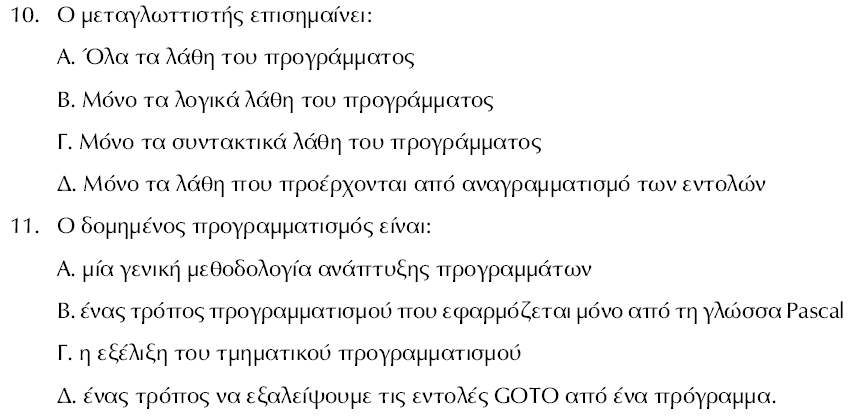 10. Ο μεταγλωττιστής επισημαίνει:
Α. Όλα τα λάθη του προγράμματος
Β. Μόνο τα λογικά λάθη του προγράμματος
Γ. Μόνο τα συντακτικά λάθη του προγράμματος
Δ. Μόνο τα λάθη που προέρχονται από αναγραμματισμό των εντολών
11. Ο δομημένος προγραμματισμός είναι:
Α. μία γενική μεθοδολογία ανάπτυξης προγραμμάτων
Β. ένας τρόπος προγραμματισμού που εφαρμόζεται μόνο από τη γλώσσα Pascal
Γ. η εξέλιξη του τμηματικού προγραμματισμού
Δ. ένας τρόπος να εξαλείψουμε τις εντολές GOTO από ένα πρόγραμμα.